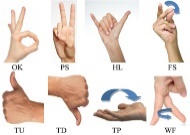 OK PS HL FS
TU TD TP WF